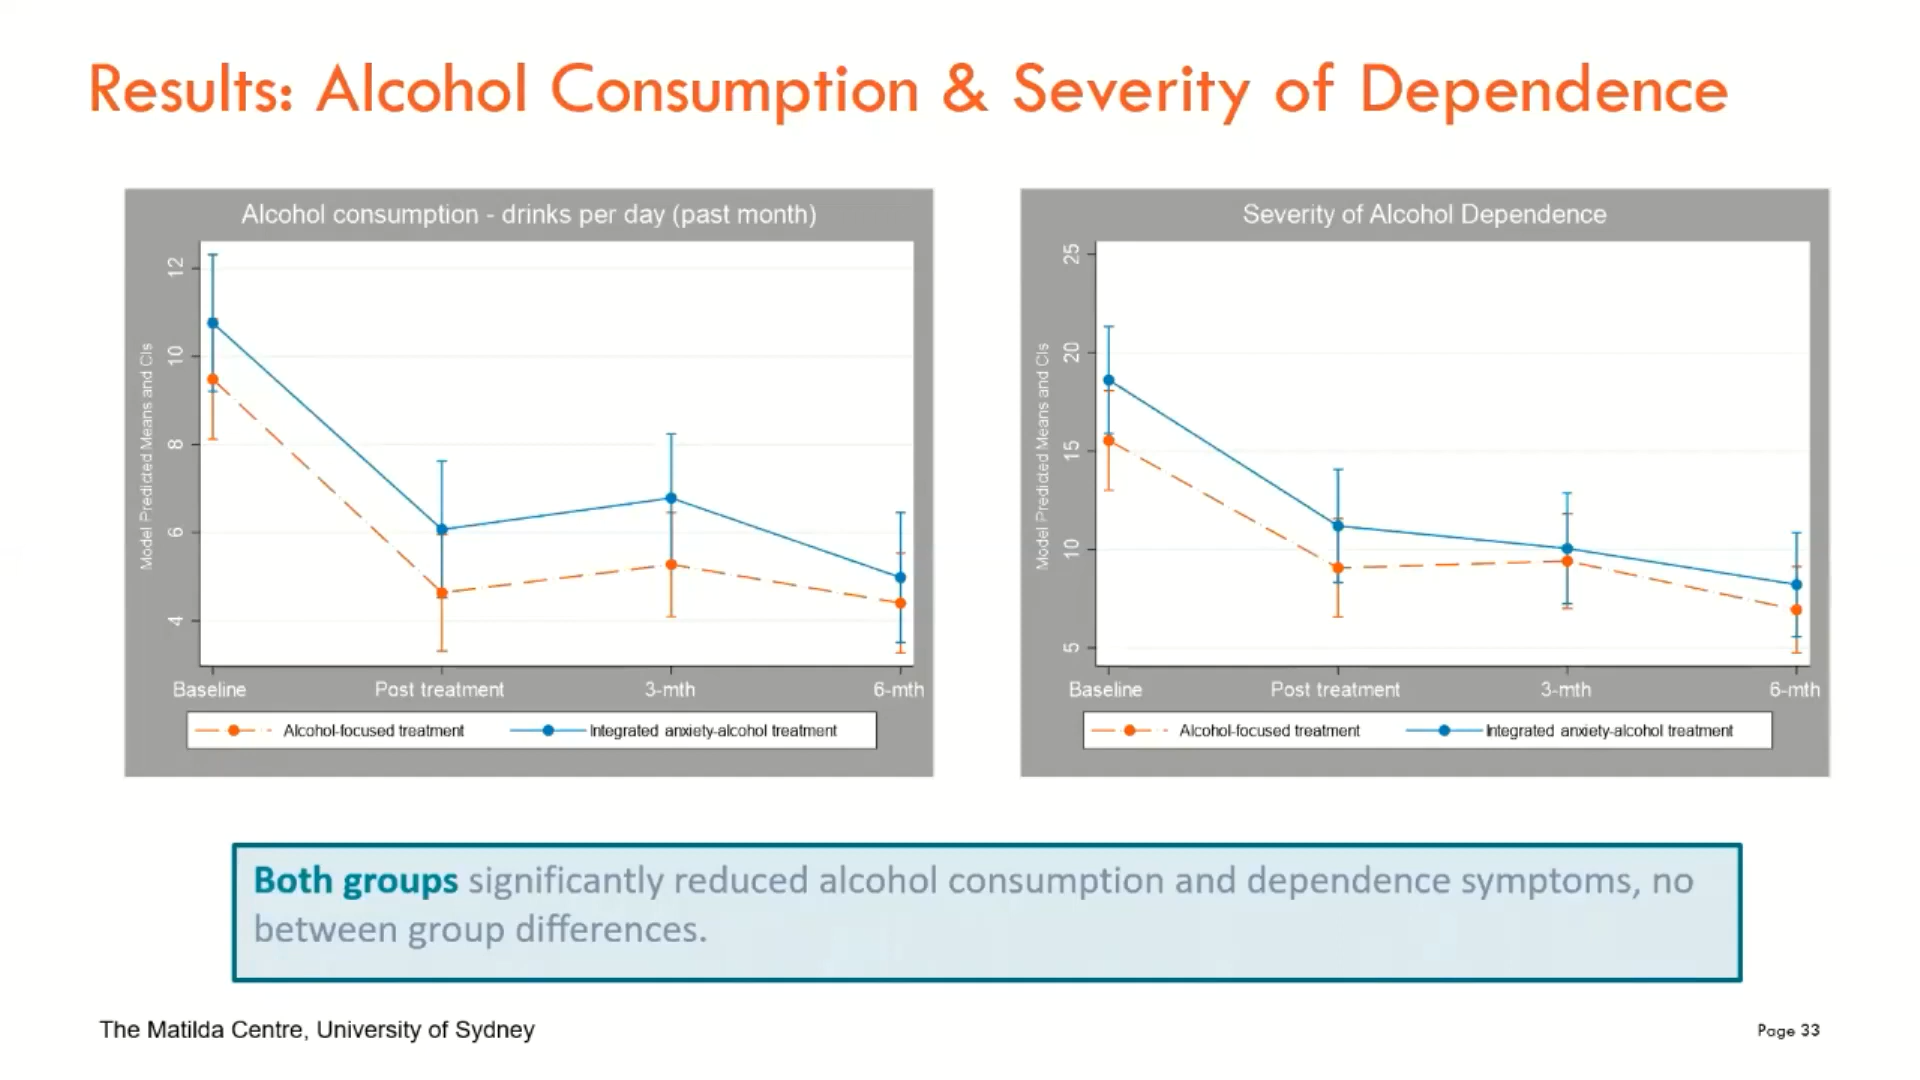 Results: Alcohol Consumption & Severity of Dependence
Alcohol consumption - drinks per day (past month)
Model Predicted Means and CIs
12
10
8
6
4
Baseline
Post treatment
3-mth
6-mth
Alcohol-focused treatment
Integrated anxiety-alcohol treatment
Severity of Alcohol Dependence
Model Predicted Means and CIs
25
20
15
10
5
Baseline
Post treatment
3-mth
6-mth
Alcohol-focused treatment
Integrated anxiety-alcohol treatment
Both groups significantly reduced alcohol consumption and dependence symptoms, no
between group differences.
The Matilda Centre, University of Sydney
Page 33